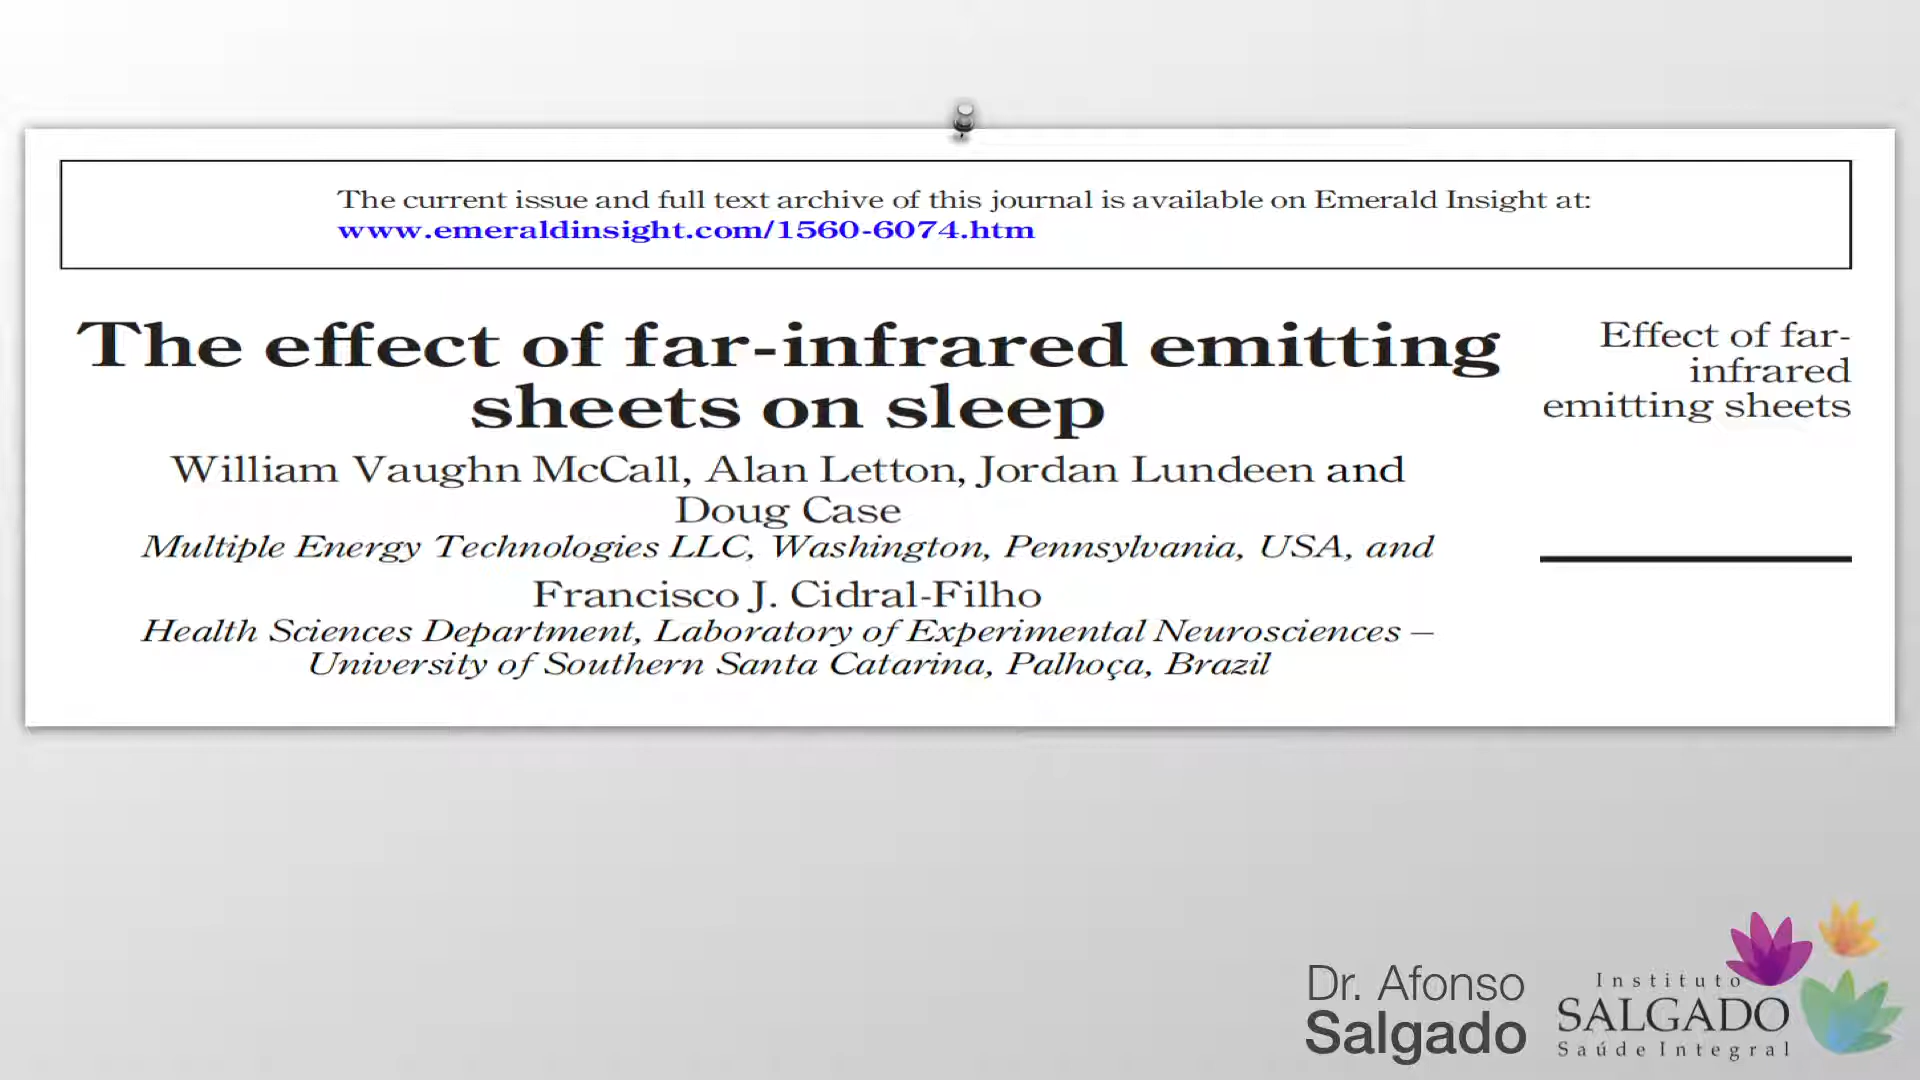 The current issue and full text archive of this journal is available on Emerald Insight at:
www.emeraldinsight.com/1560-6074.htm
The effect of far-infrared emitting
sheets on sleep
William Vaughn McCall, Alan Letton, Jordan Lundeen and
Doug Case
Multiple Energy Technologies LLC, Washington, Pennsylvania, USA, and
Francisco J. Cidral-Filho
Health Sciences Department, Laboratory of Experimental Neurosciences –
University of Southern Santa Catarina, Palhoça, Brazil
Effect of far-
infrared
emitting sheets
Dr. Afonso
Salgado
Instituto
SALGADO
Saúde Integral